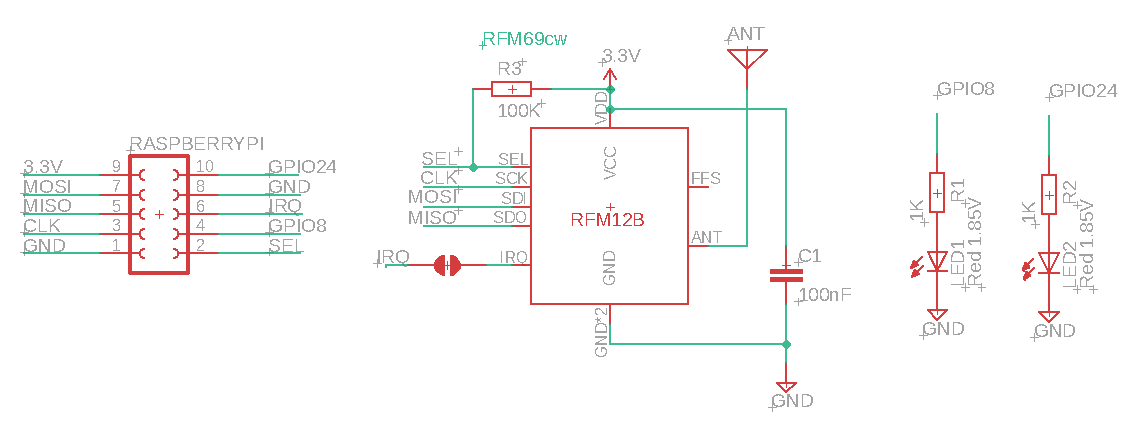 RFM69cw
ANT
3.3V
R3
100K
VDD
VCC
RASPBERRYPI
3.3V 9 10 GPIO24
MOSI 7 8 GND
MISO 5 6 IRQ
CLK 3 4 GPIO8
GND 1 2 SEL
SEL SEL
CLK SCK
MOSI SDI
MISO SDO
IRQ IRQ
RFM12B
FFS
ANT
GND
GND*2
C1
100nF
GND
GPIO8
R1
1K
LED1
Red 1.85V
GND
GPIO24
R2
1K
LED2
Red 1.85V
GND